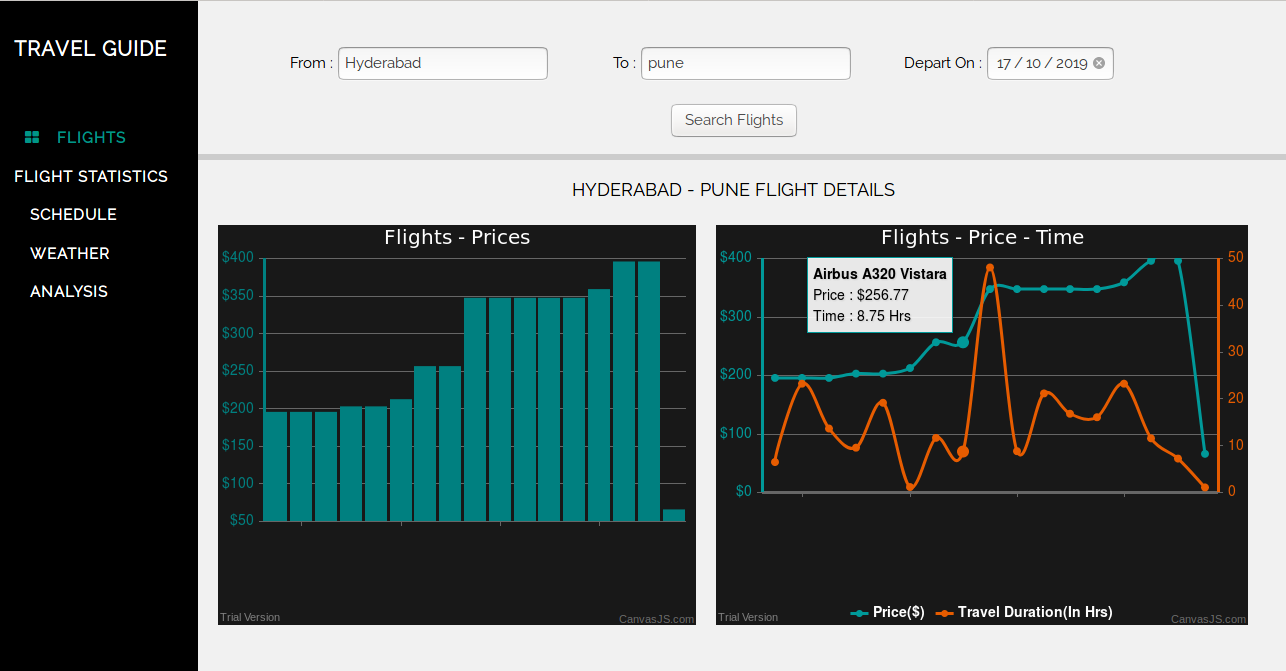 TRAVEL GUIDE
FLIGHTS
FLIGHT STATISTICS
SCHEDULE
WEATHER
ANALYSIS
From : Hyderabad To : pune Depart On : 17 / 10 / 2019
Search Flights
HYDERABAD - PUNE FLIGHT DETAILS
Flights - Prices
$400
$350
$300
$250
$200
$150
$100
$50
Trial Version CanvasJS.com
Flights - Price - Time
$400
$300
$200
$100
$0
Airbus A320 Vistara
Price : $256.77
Time : 8.75 Hrs
50
40
30
20
10
0
Price($) Travel Duration(In Hrs)
Trial Version CanvasJS.com